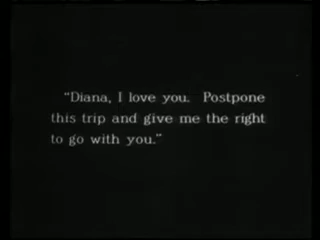 "Diana, I love you. Postpone
this trip and give me the right
to go with you."